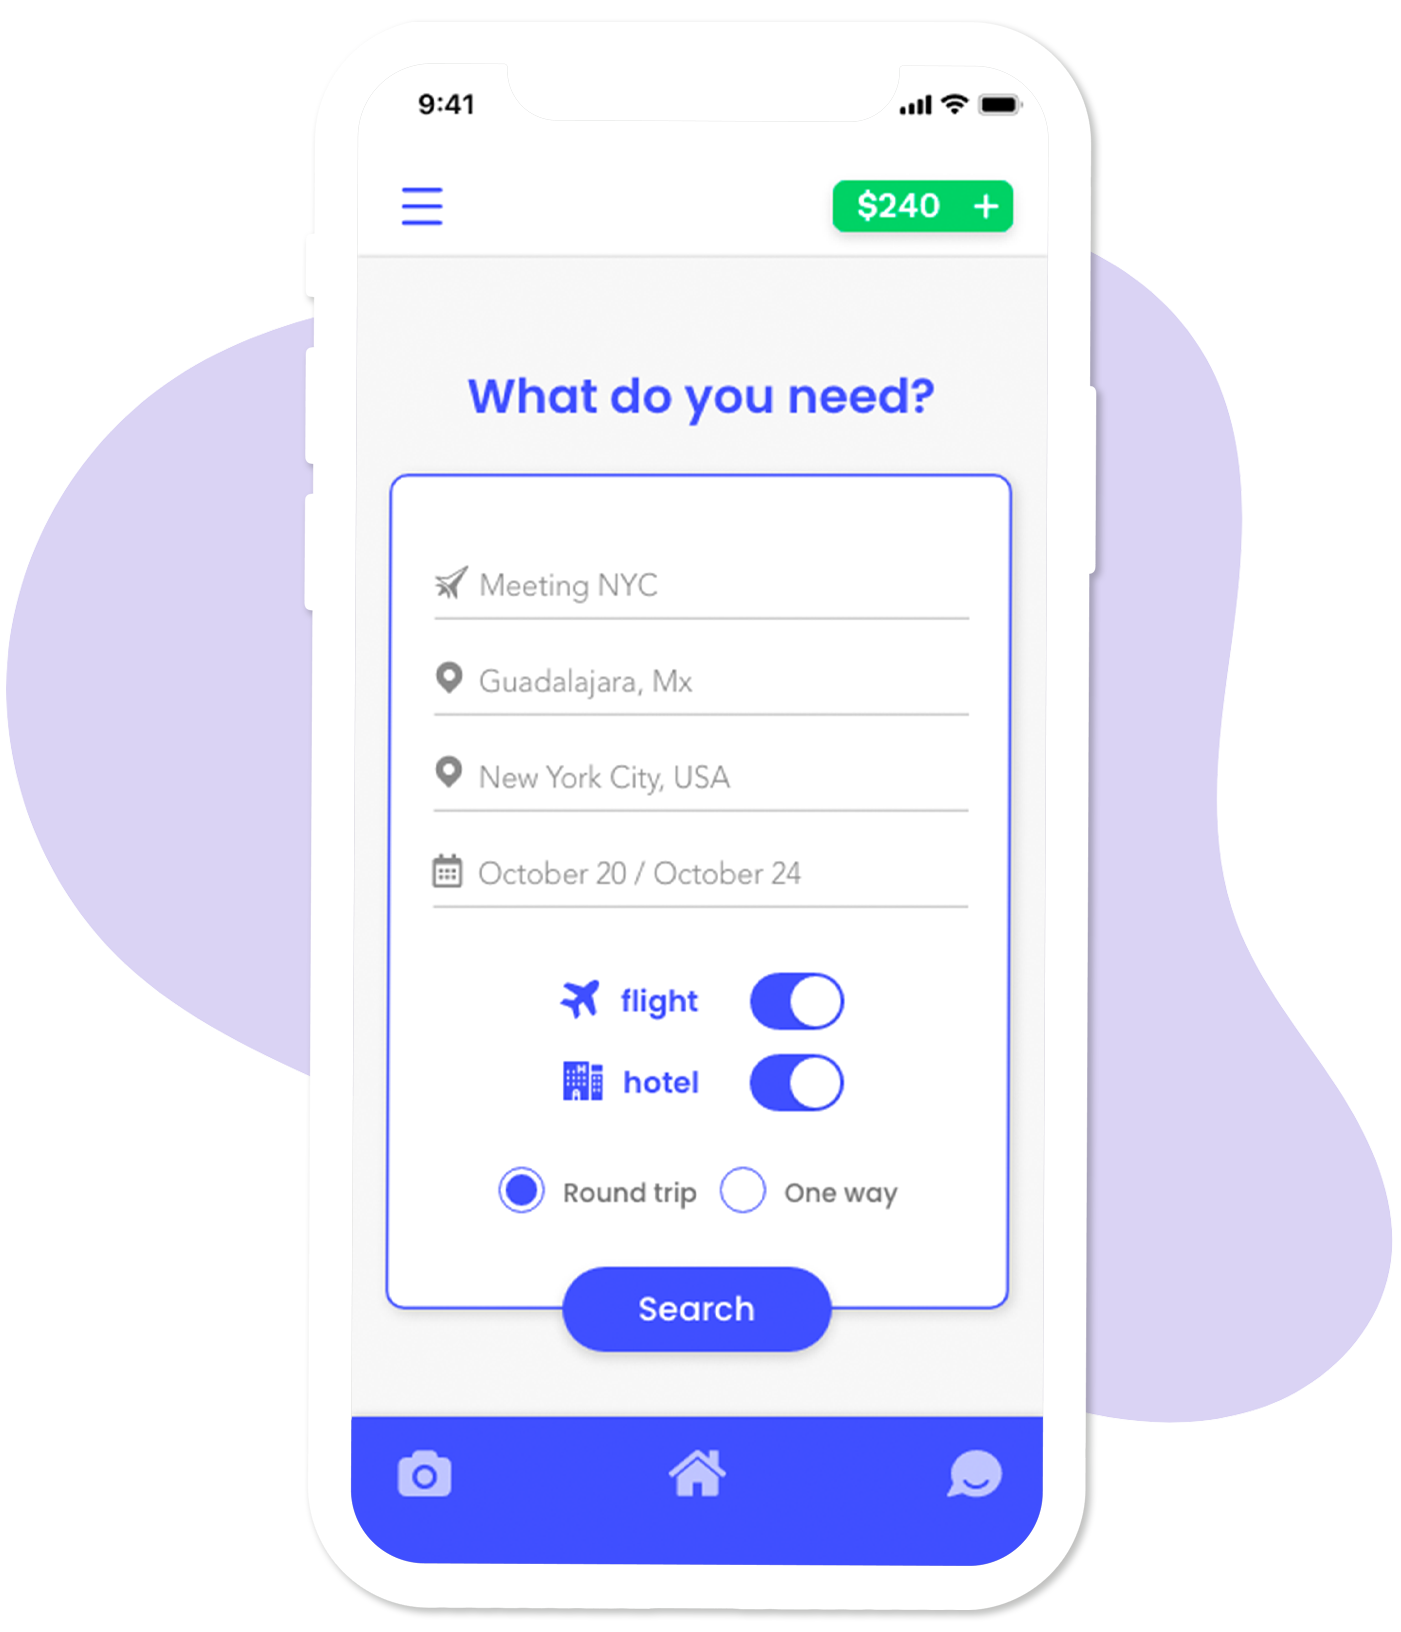 9:41
$240 +
What do you need?
Meeting NYC
Guadalajara, Mx
New York City, USA
October 20 / October 24
flight
hotel
Round trip One way
Search